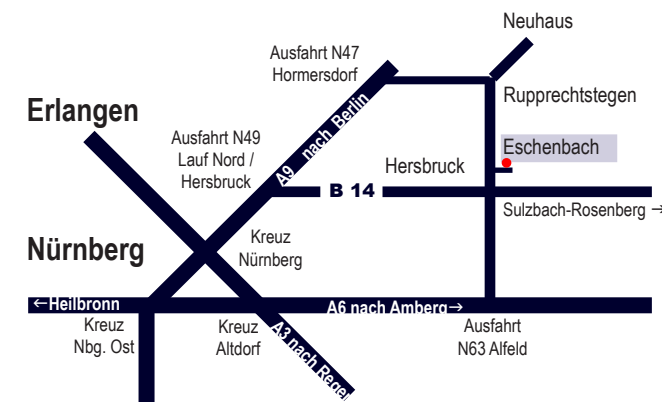 Neuhaus
Ausfahrt N47
Hormersdorf
Rupprechtstegen
Erlangen
Ausfahrt N49
Lauf Nord /
Hersbruck
A9 nach Berlin
Eschenbach
Hersbruck
B 14
Sulzbach-Rosenberg →
Nürnberg
Kreuz
Nürnberg
←Heilbronn
A6 nach Amberg→
Kreuz
Nbg. Ost
Kreuz
Altdorf
A3 nach Regen
Ausfahrt
N63 Alfeld